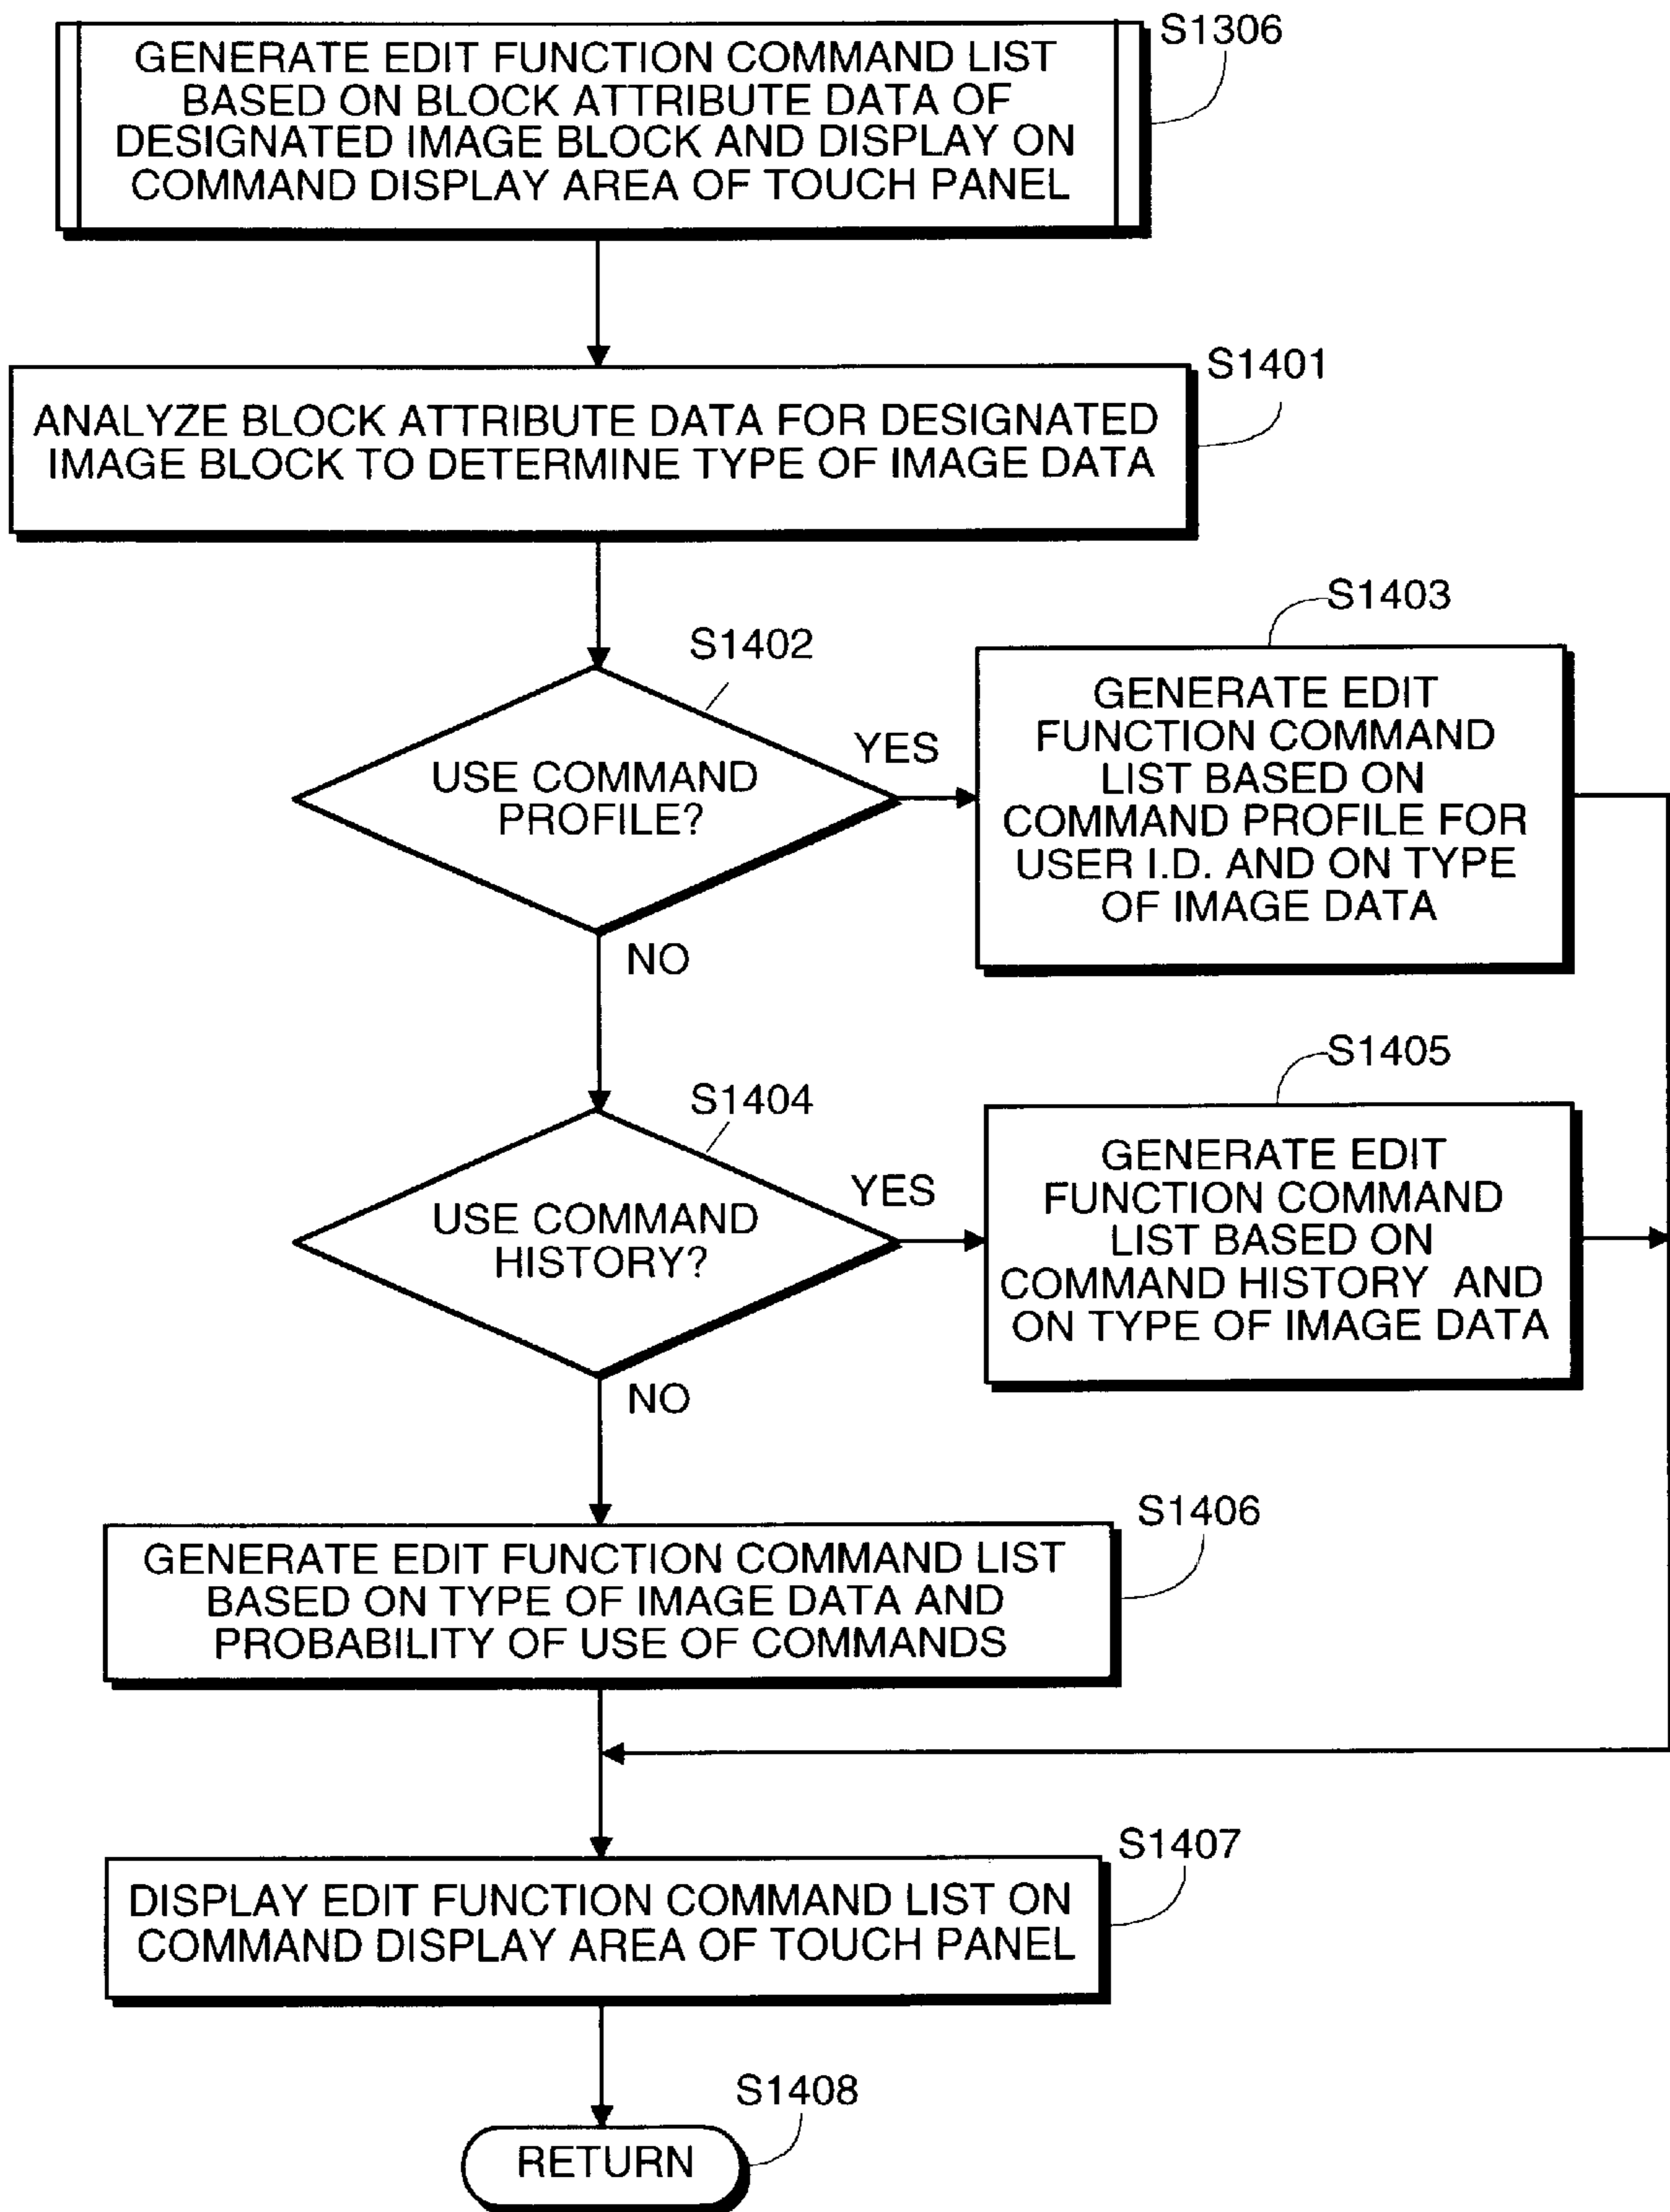 S1306
GENERATE EDIT FUNCTION COMMAND LIST
BASED ON BLOCK ATTRIBUTE DATA OF
DESIGNATED IMAGE BLOCK AND DISPLAY ON
COMMAND DISPLAY AREA OF TOUCH PANEL
S1401
ANALYZE BLOCK ATTRIBUTE DATA FOR DESIGNATED
IMAGE BLOCK TO DETERMINE TYPE OF IMAGE DATA
S1402
USE COMMAND
PROFILE?
YES
NO
S1403
GENERATE EDIT
FUNCTION COMMAND
LIST BASED ON
COMMAND PROFILE FOR
USER I.D. AND ON TYPE
OF IMAGE DATA
S1404
USE COMMAND
HISTORY?
YES
NO
S1405
GENERATE EDIT
FUNCTION COMMAND
LIST BASED ON
COMMAND HISTORY AND
ON TYPE OF IMAGE DATA
S1406
GENERATE EDIT FUNCTION COMMAND LIST
BASED ON TYPE OF IMAGE DATA AND
PROBABILITY OF USE OF COMMANDS
S1407
DISPLAY EDIT FUNCTION COMMAND LIST ON
COMMAND DISPLAY AREA OF TOUCH PANEL
S1408
RETURN